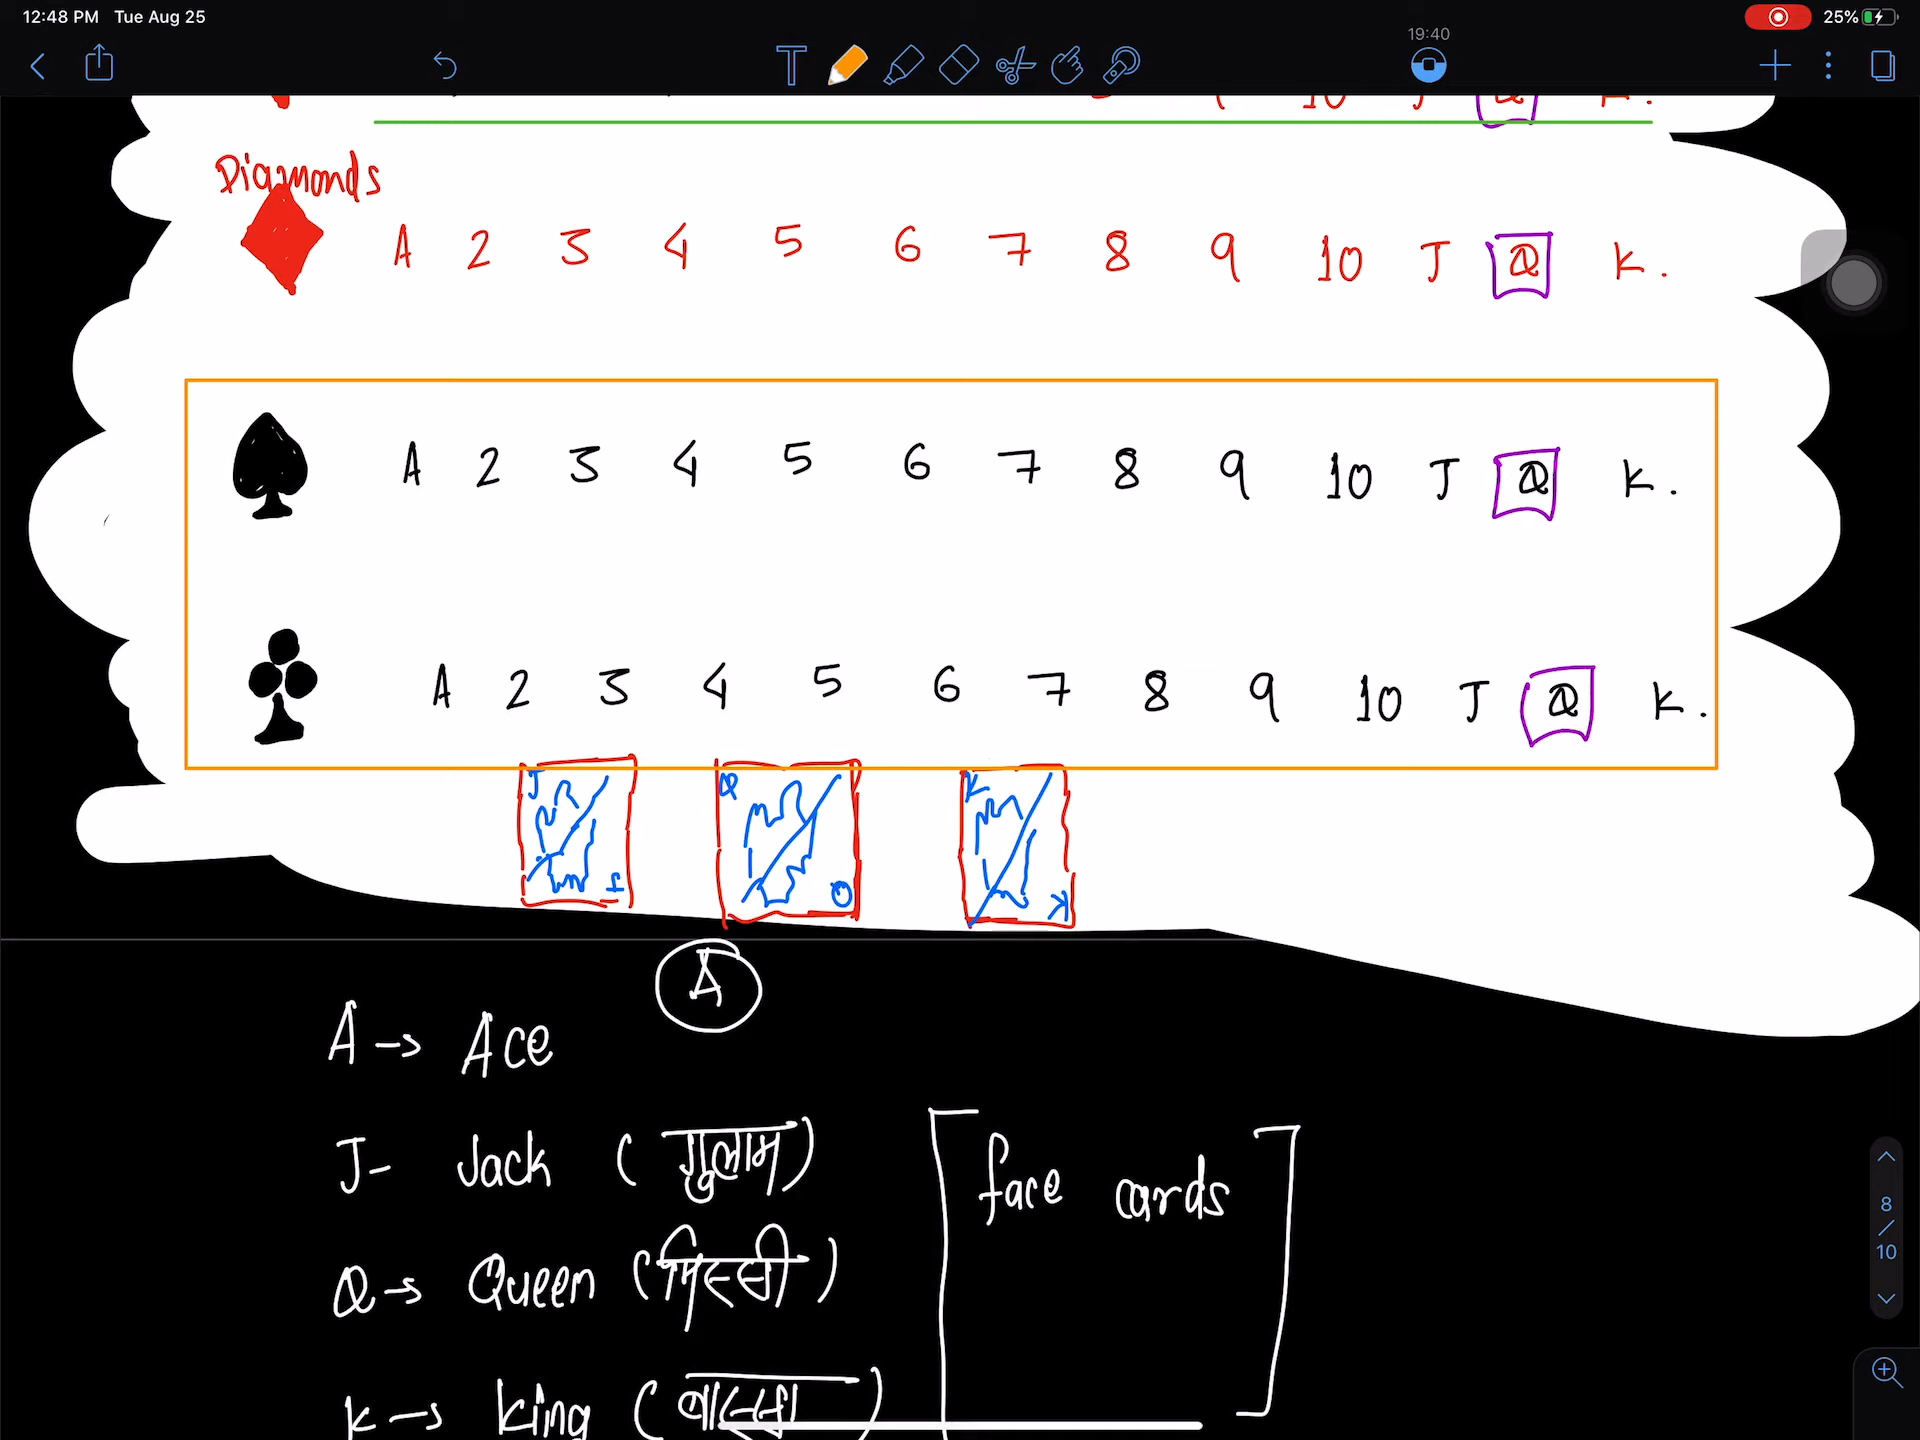 12:48 PM Tue Aug 25
25%
19:40
10 J Q K.
Diamonds
A 2 3 4 5 6 7 8 9 10 J Q K.
A 2 3 4 5 6 7 8 9 10 J Q K.
A 2 3 4 5 6 7 8 9 10 J Q K.
J Q K
J Q K
A
A → Ace
J- Jack (गुलाम)
face cards
Q → Queen
K → King
8
/
10